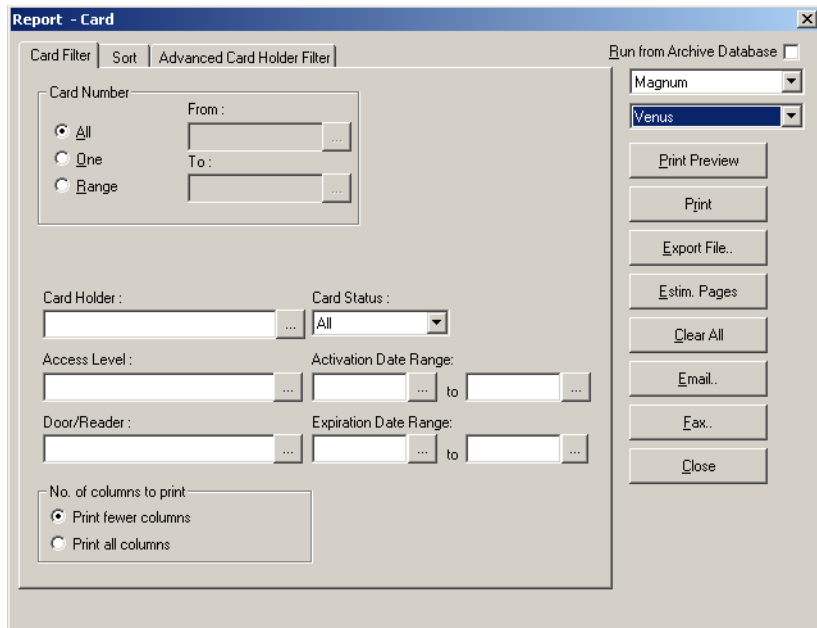 Report - Card
Card Filter Sort Advanced Card Holder Filter
Run from Archive Database
Magnum
Venus
Card Number
From :
All
...
One
To :
Range
...
Print Preview
Print
Export File..
Estim. Pages
Clear All
Email..
Fax..
Close
Card Holder :
Card Status :
...
All
Access Level :
Activation Date Range:
... ... to ...
Door/Reader :
Expiration Date Range:
... ... to ...
No. of columns to print
Print fewer columns
Print all columns